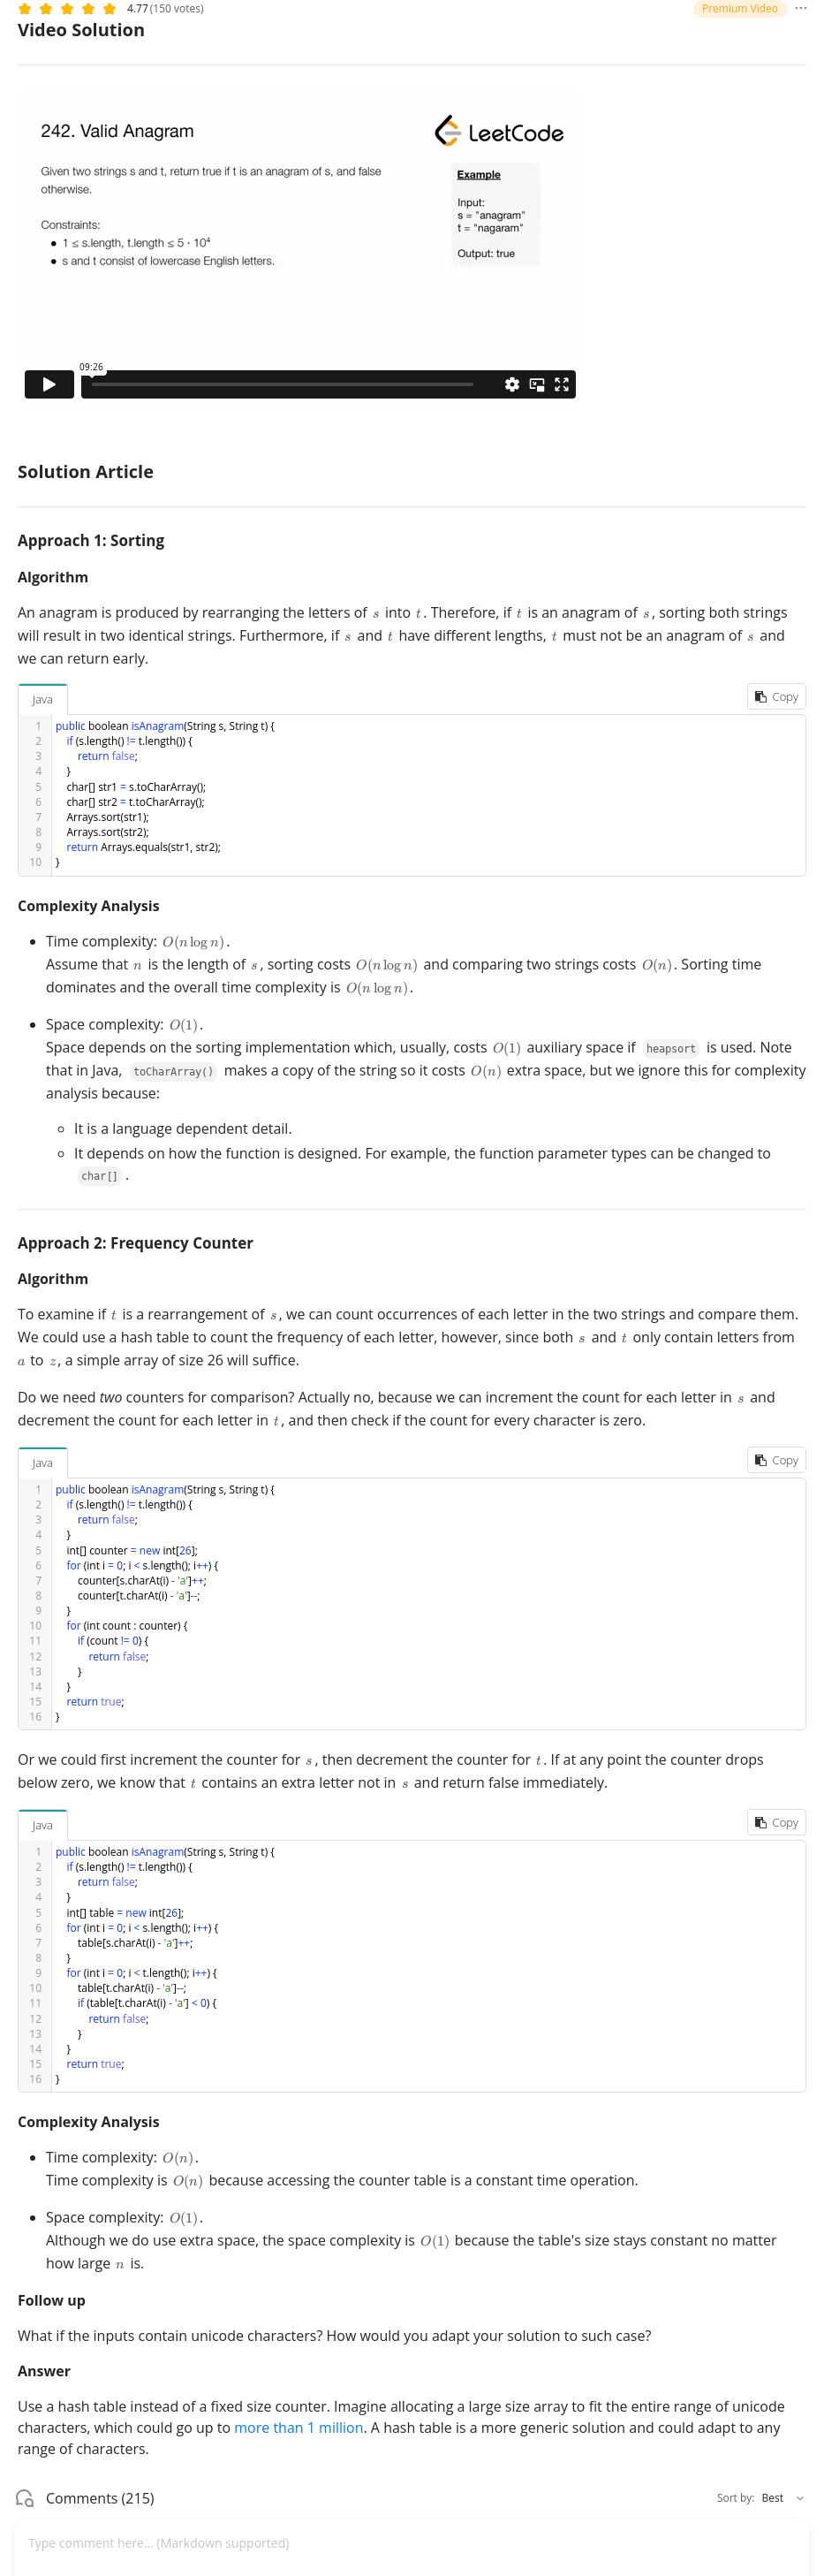 4.77 (150 votes)
Premium Video
Video Solution
242. Valid Anagram
LeetCode
Given two strings s and t, return true if t is an anagram of s, and false
otherwise.
Constraints:
• 1 ≤ s.length, t.length ≤ 5 · 10⁴
• s and t consist of lowercase English letters.
Example
Input:
s = "anagram"
t = "nagaram"
Output: true
09:26
Solution Article
Approach 1: Sorting
Algorithm
An anagram is produced by rearranging the letters of s into t. Therefore, if t is an anagram of s, sorting both strings
will result in two identical strings. Furthermore, if s and t have different lengths, t must not be an anagram of s and
we can return early.
Java
Copy
1 public boolean isAnagram(String s, String t) {
2 if (s.length() != t.length()) {
3 return false;
4 }
5 char[] str1 = s.toCharArray();
6 char[] str2 = t.toCharArray();
7 Arrays.sort(str1);
8 Arrays.sort(str2);
9 return Arrays.equals(str1, str2);
10 }
Complexity Analysis
• Time complexity: O(n log n).
Assume that n is the length of s, sorting costs O(n log n) and comparing two strings costs O(n). Sorting time
dominates and the overall time complexity is O(n log n).
• Space complexity: O(1).
Space depends on the sorting implementation which, usually, costs O(1) auxiliary space if heapsort is used. Note
that in Java, toCharArray() makes a copy of the string so it costs O(n) extra space, but we ignore this for complexity
analysis because:
◦ It is a language dependent detail.
◦ It depends on how the function is designed. For example, the function parameter types can be changed to
char[] .
Approach 2: Frequency Counter
Algorithm
To examine if t is a rearrangement of s, we can count occurrences of each letter in the two strings and compare them.
We could use a hash table to count the frequency of each letter, however, since both s and t only contain letters from
a to z, a simple array of size 26 will suffice.
Do we need two counters for comparison? Actually no, because we can increment the count for each letter in s and
decrement the count for each letter in t, and then check if the count for every character is zero.
Java
Copy
1 public boolean isAnagram(String s, String t) {
2 if (s.length() != t.length()) {
3 return false;
4 }
5 int[] counter = new int[26];
6 for (int i = 0; i < s.length(); i++) {
7 counter[s.charAt(i) - 'a']++;
8 counter[t.charAt(i) - 'a']--;
9 }
10 for (int count : counter) {
11 if (count != 0) {
12 return false;
13 }
14 }
15 return true;
16 }
Or we could first increment the counter for s, then decrement the counter for t. If at any point the counter drops
below zero, we know that t contains an extra letter not in s and return false immediately.
Java
Copy
1 public boolean isAnagram(String s, String t) {
2 if (s.length() != t.length()) {
3 return false;
4 }
5 int[] table = new int[26];
6 for (int i = 0; i < s.length(); i++) {
7 table[s.charAt(i) - 'a']++;
8 }
9 for (int i = 0; i < t.length(); i++) {
10 table[t.charAt(i) - 'a']--;
11 if (table[t.charAt(i) - 'a'] < 0) {
12 return false;
13 }
14 }
15 return true;
16 }
Complexity Analysis
• Time complexity: O(n).
Time complexity is O(n) because accessing the counter table is a constant time operation.
• Space complexity: O(1).
Although we do use extra space, the space complexity is O(1) because the table's size stays constant no matter
how large n is.
Follow up
What if the inputs contain unicode characters? How would you adapt your solution to such case?
Answer
Use a hash table instead of a fixed size counter. Imagine allocating a large size array to fit the entire range of unicode
characters, which could go up to more than 1 million. A hash table is a more generic solution and could adapt to any
range of characters.
Comments (215)
Sort by: Best
Type comment here... (Markdown supported)